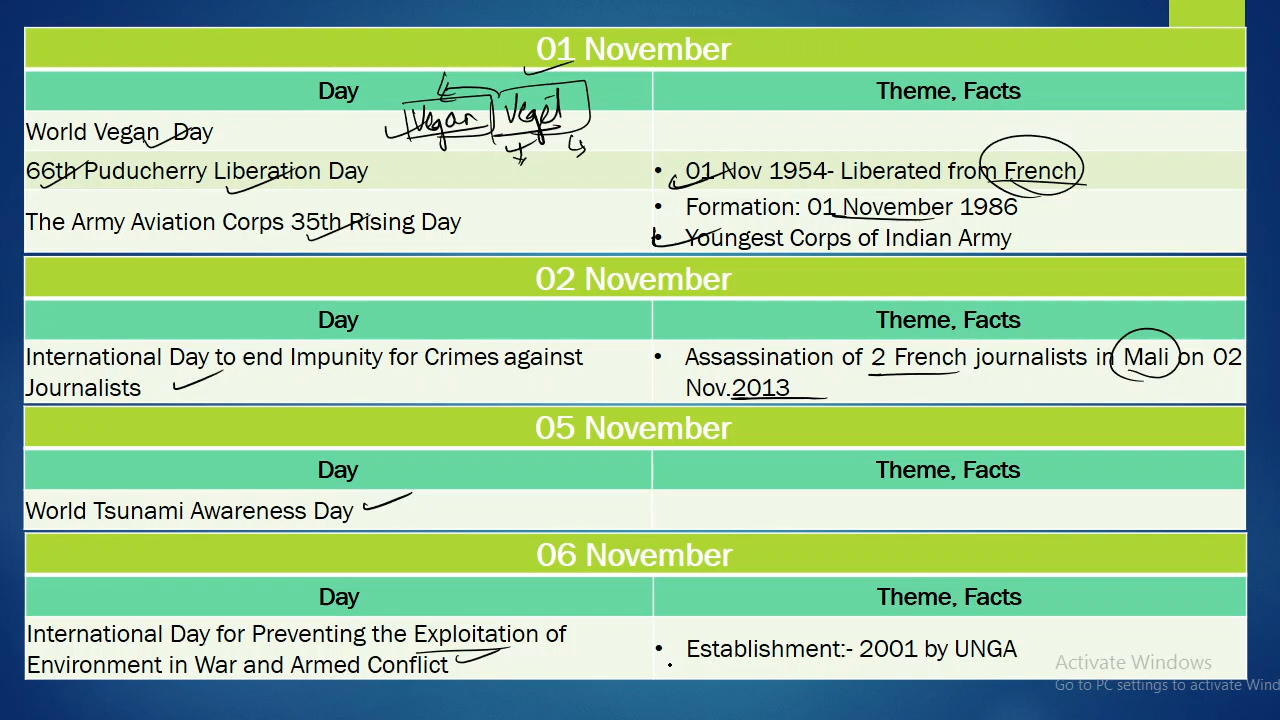 01 November
Day
Theme, Facts
Vegan Veget
World Vegan Day
66th Puducherry Liberation Day
• 01 Nov 1954- Liberated from French
The Army Aviation Corps 35th Rising Day
• Formation: 01 November 1986
• Youngest Corps of Indian Army
02 November
Day
Theme, Facts
International Day to end Impunity for Crimes against
Journalists
• Assassination of 2 French journalists in Mali on 02
Nov.2013
05 November
Day
Theme, Facts
World Tsunami Awareness Day
06 November
Day
Theme, Facts
International Day for Preventing the Exploitation of
Environment in War and Armed Conflict
• Establishment:- 2001 by UNGA
Activate Windows
Go to PC settings to activate Wind